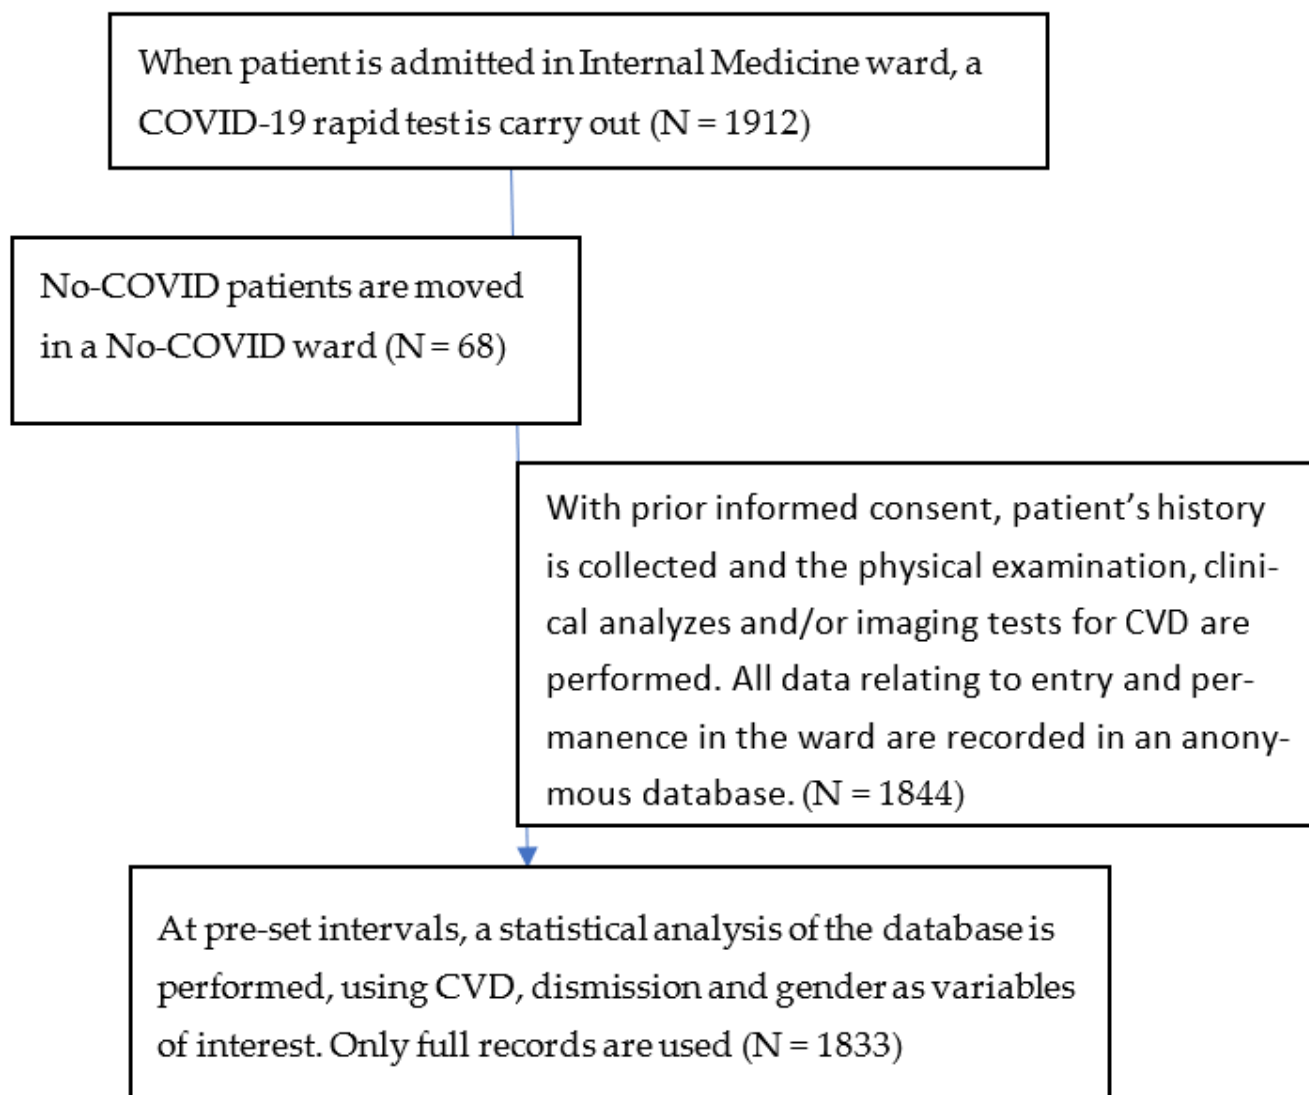 When patient is admitted in Internal Medicine ward, a
COVID-19 rapid test is carry out (N = 1912)
No-COVID patients are moved
in a No-COVID ward (N = 68)
With prior informed consent, patient’s history
is collected and the physical examination, clini-
cal analyzes and/or imaging tests for CVD are
performed. All data relating to entry and per-
manence in the ward are recorded in an anony-
mous database. (N = 1844)
At pre-set intervals, a statistical analysis of the database is
performed, using CVD, dismission and gender as variables
of interest. Only full records are used (N = 1833)